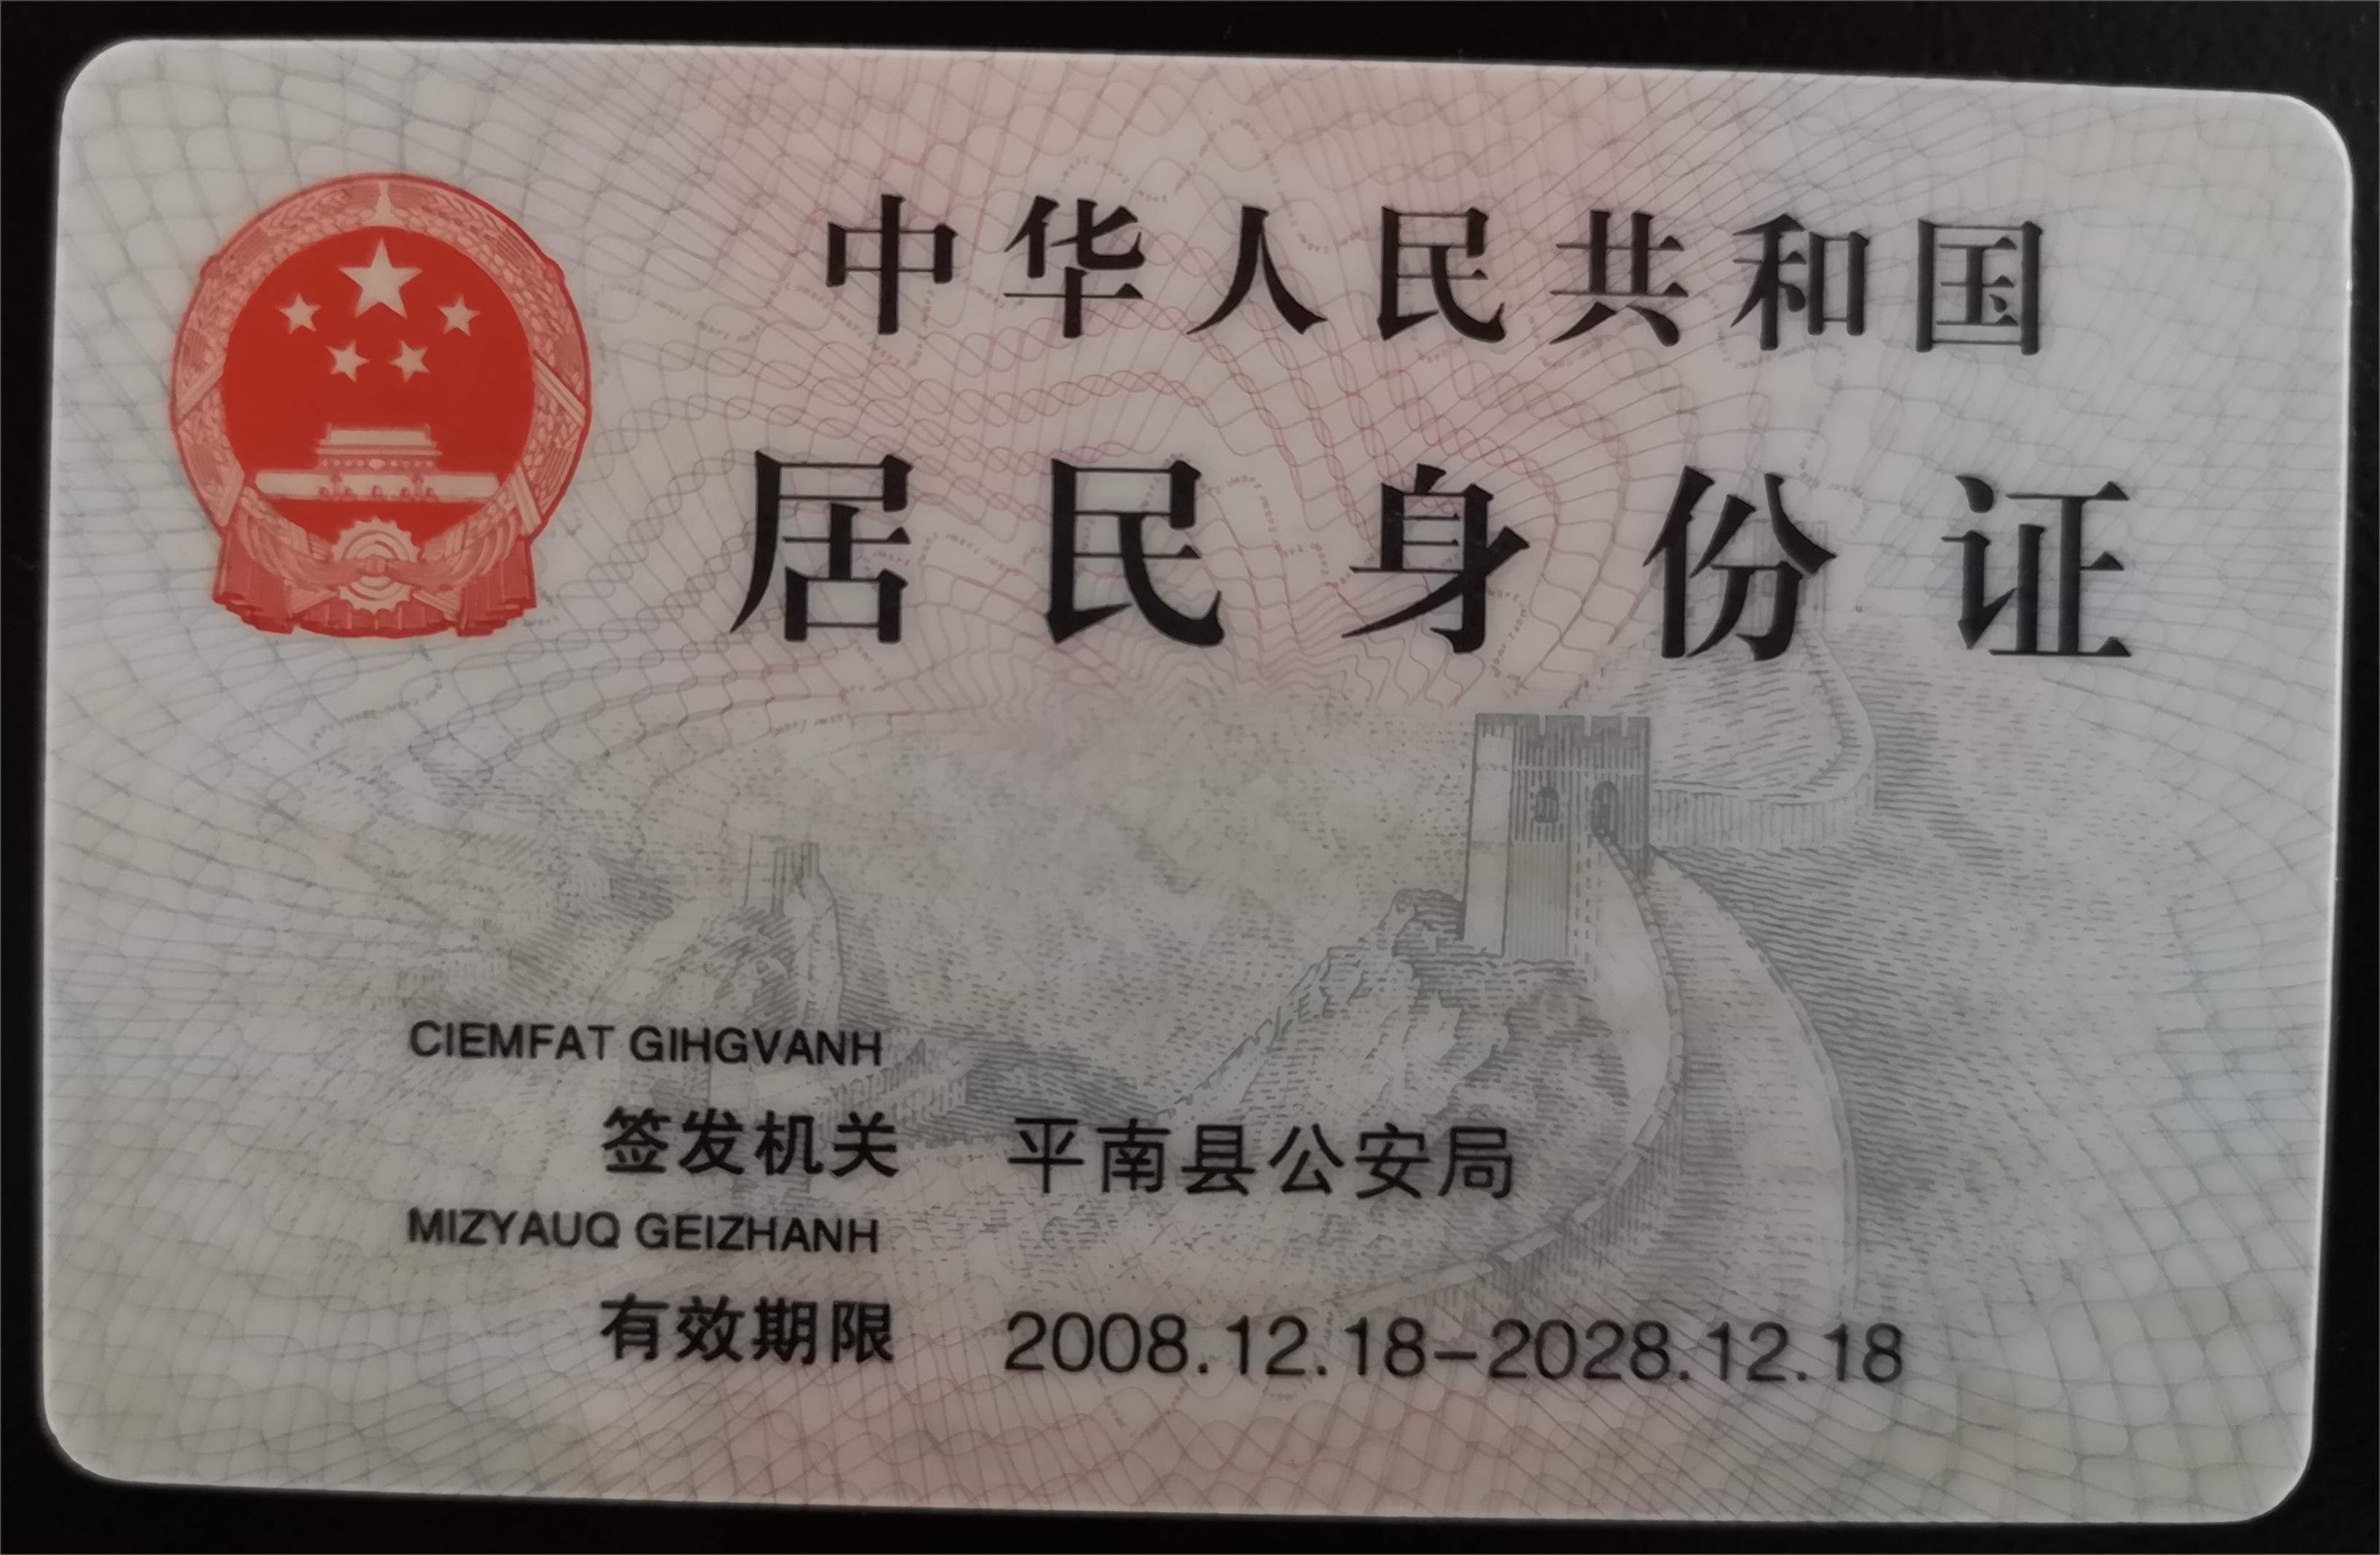 中华人民共和国
居民身份证
CIEMFAT GIHGVANH
签发机关 平南县公安局
MIZYAUQ GEIZHANH
有效期限 2008.12.18-2028.12.18